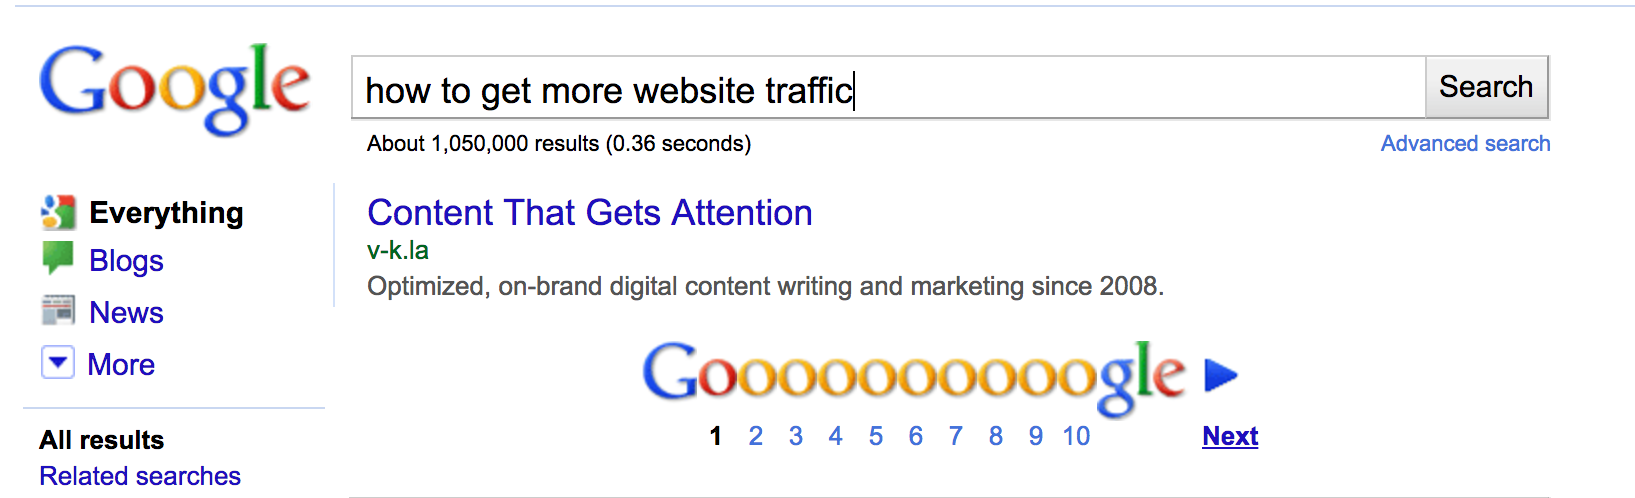 Google
how to get more website traffic
Search
About 1,050,000 results (0.36 seconds)
Advanced search
Everything
Blogs
News
More
All results
Related searches
Content That Gets Attention
v-k.la
Optimized, on-brand digital content writing and marketing since 2008.
Goooooooooogle
1 2 3 4 5 6 7 8 9 10 Next